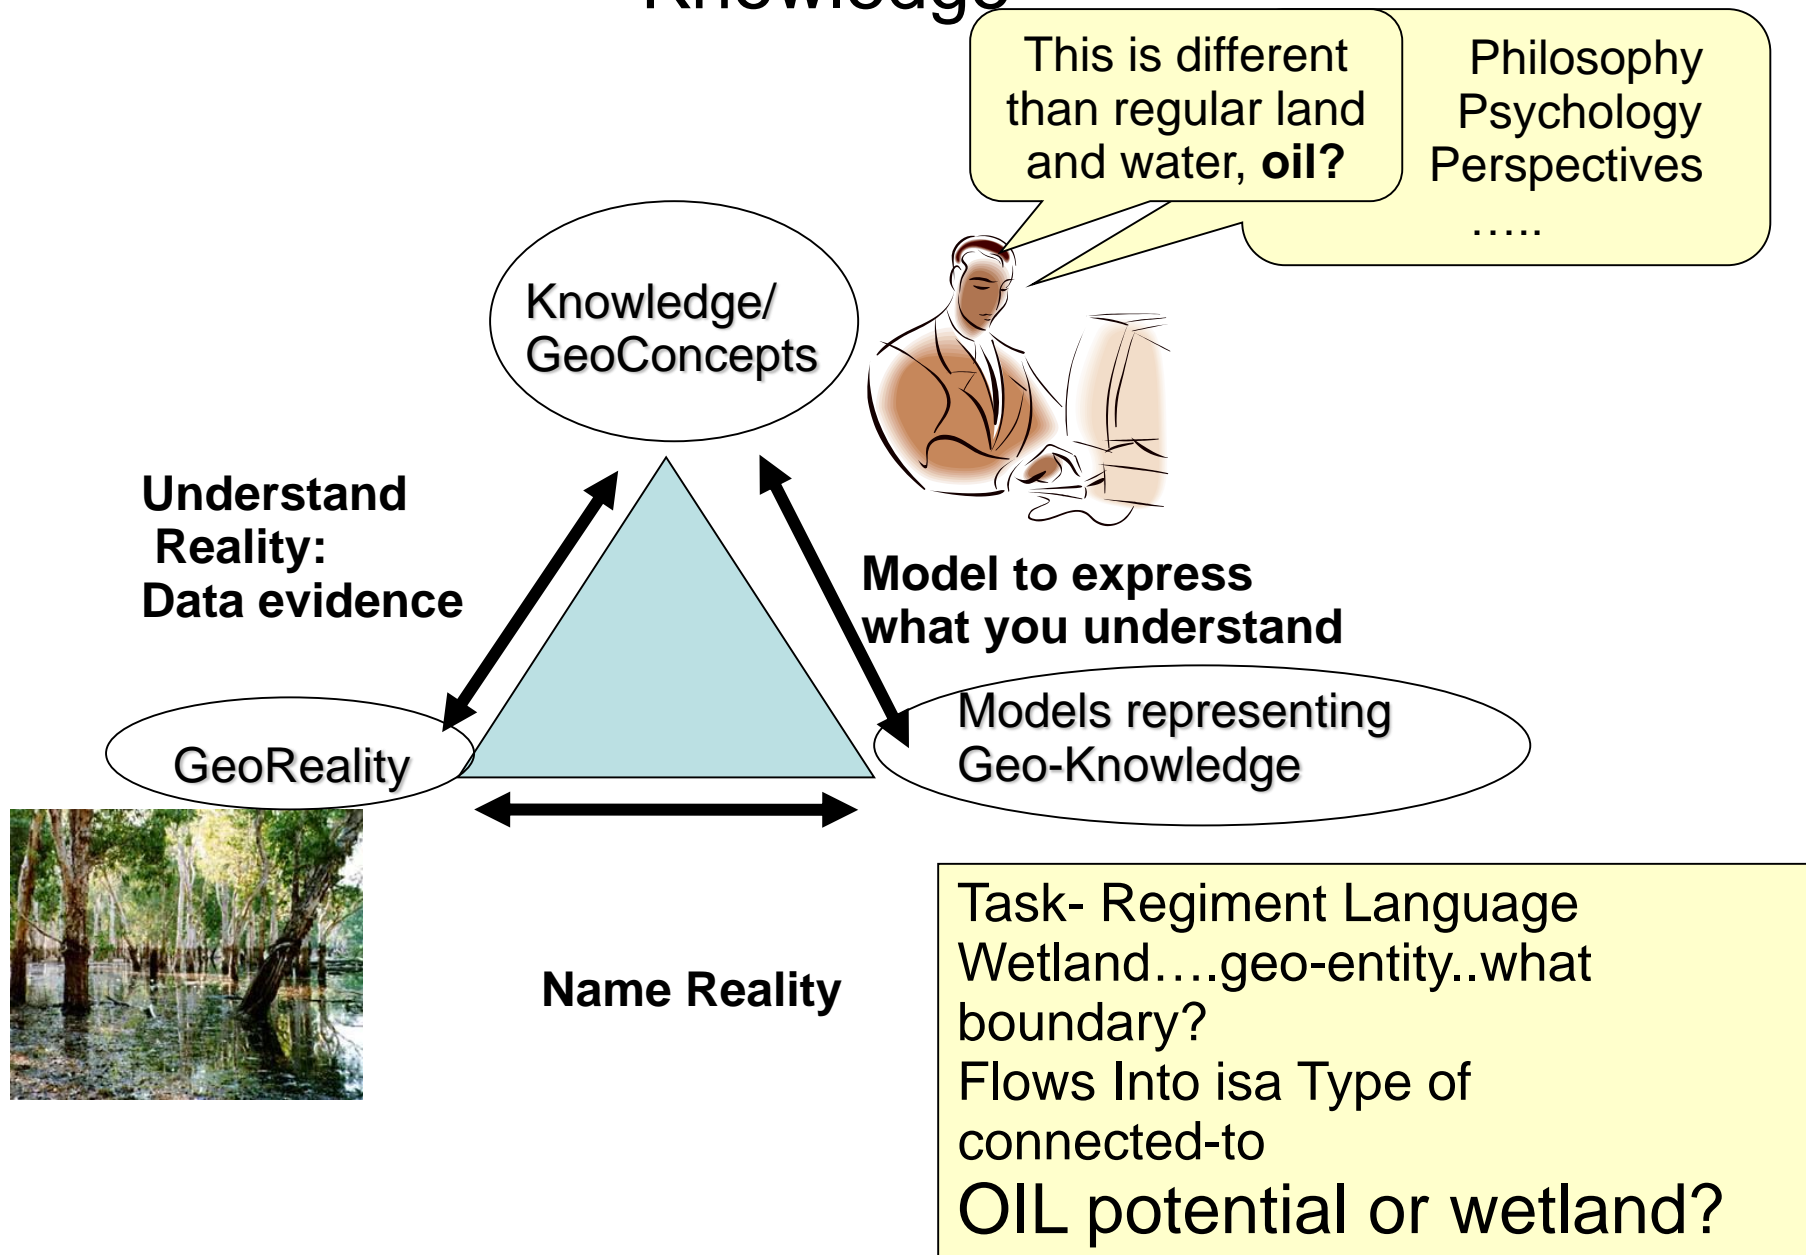 Knowledge
This is different
than regular land
and water, oil?
Philosophy
Psychology
Perspectives
…..
Knowledge/
GeoConcepts
Understand
Reality:
Data evidence
Model to express
what you understand
GeoReality
Models representing
Geo-Knowledge
Name Reality
Task- Regiment Language
Wetland….geo-entity..what
boundary?
Flows Into isa Type of
connected-to
OIL potential or wetland?